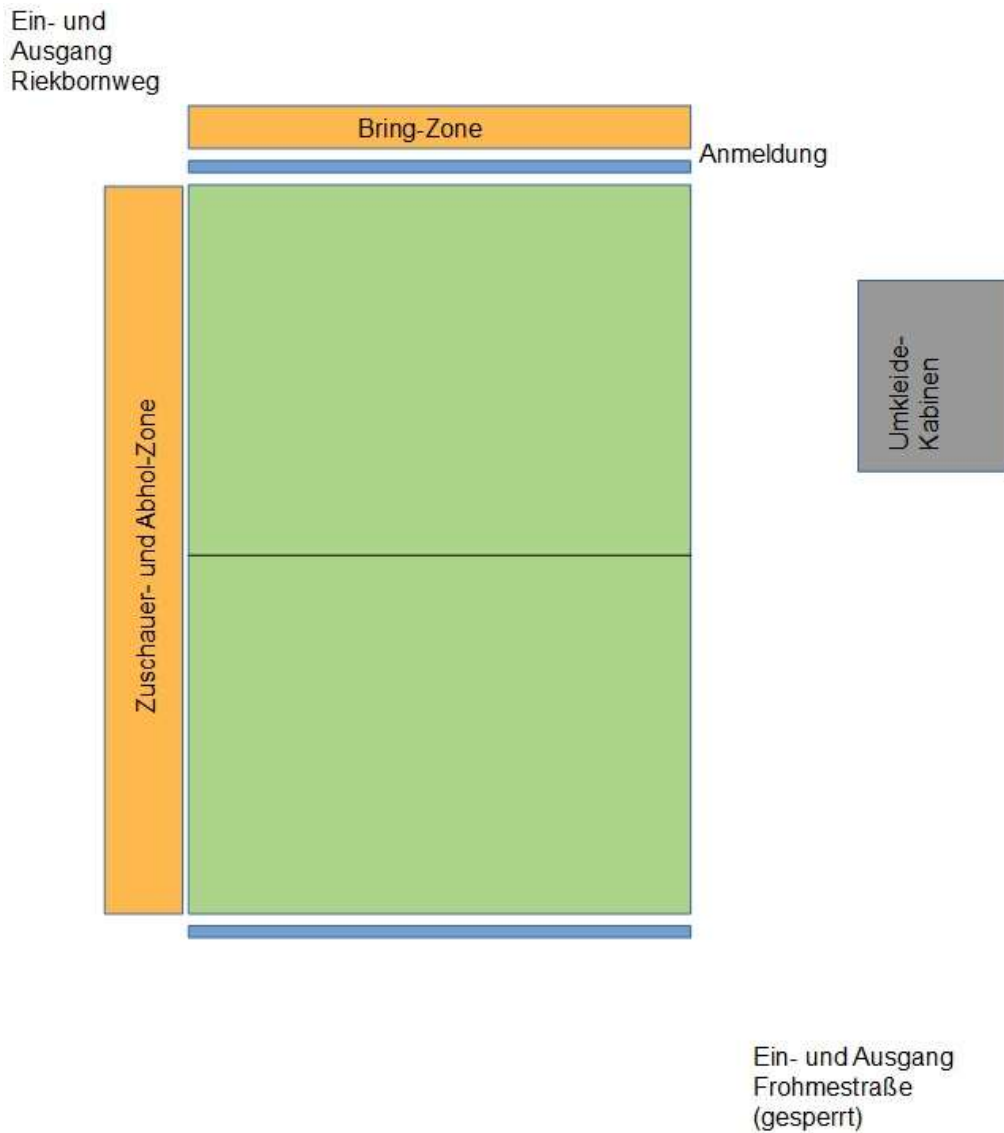 Ein- und
Ausgang
Riekbornweg
Bring-Zone
Anmeldung
Zuschauer- und Abhol-Zone
Umkleide-
Kabinen
Ein- und Ausgang
Frohmestraße
(gesperrt)